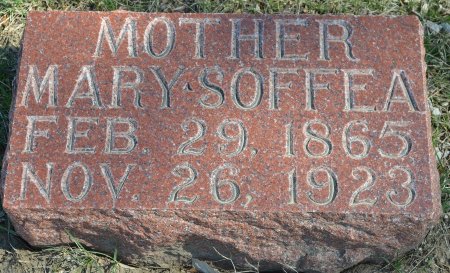 MOTHER
MARY·SOFFEA
FEB. 29, 1865
NOV. 26, 1923